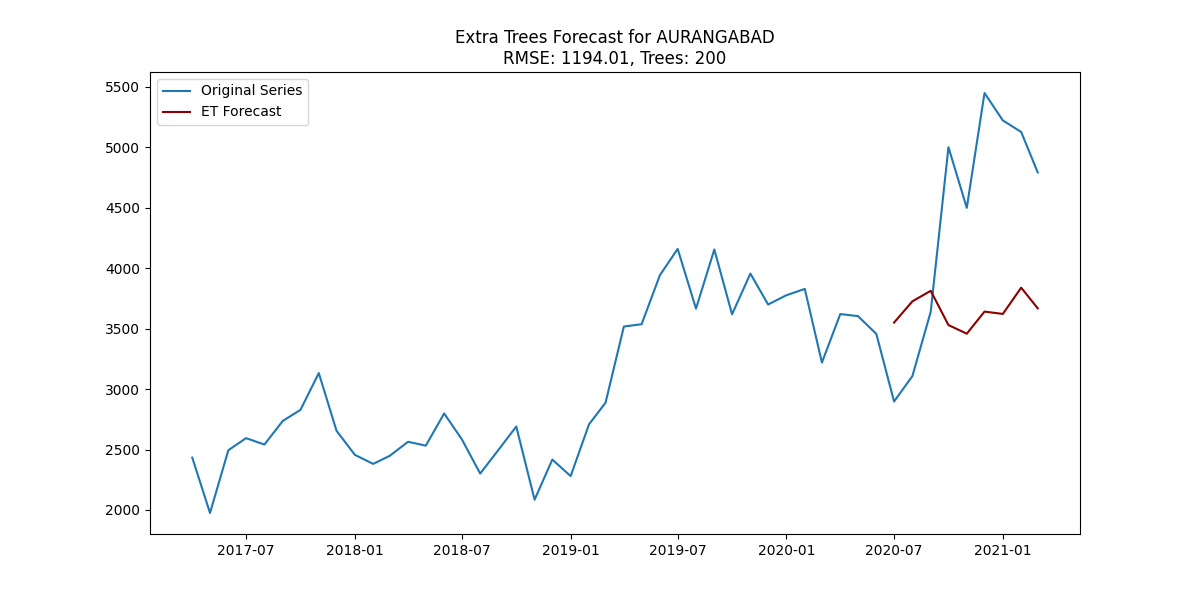 Extra Trees Forecast for AURANGABAD
RMSE: 1194.01, Trees: 200
Original Series
ET Forecast
5500
5000
4500
4000
3500
3000
2500
2000
2017-07 2018-01 2018-07 2019-01 2019-07 2020-01 2020-07 2021-01